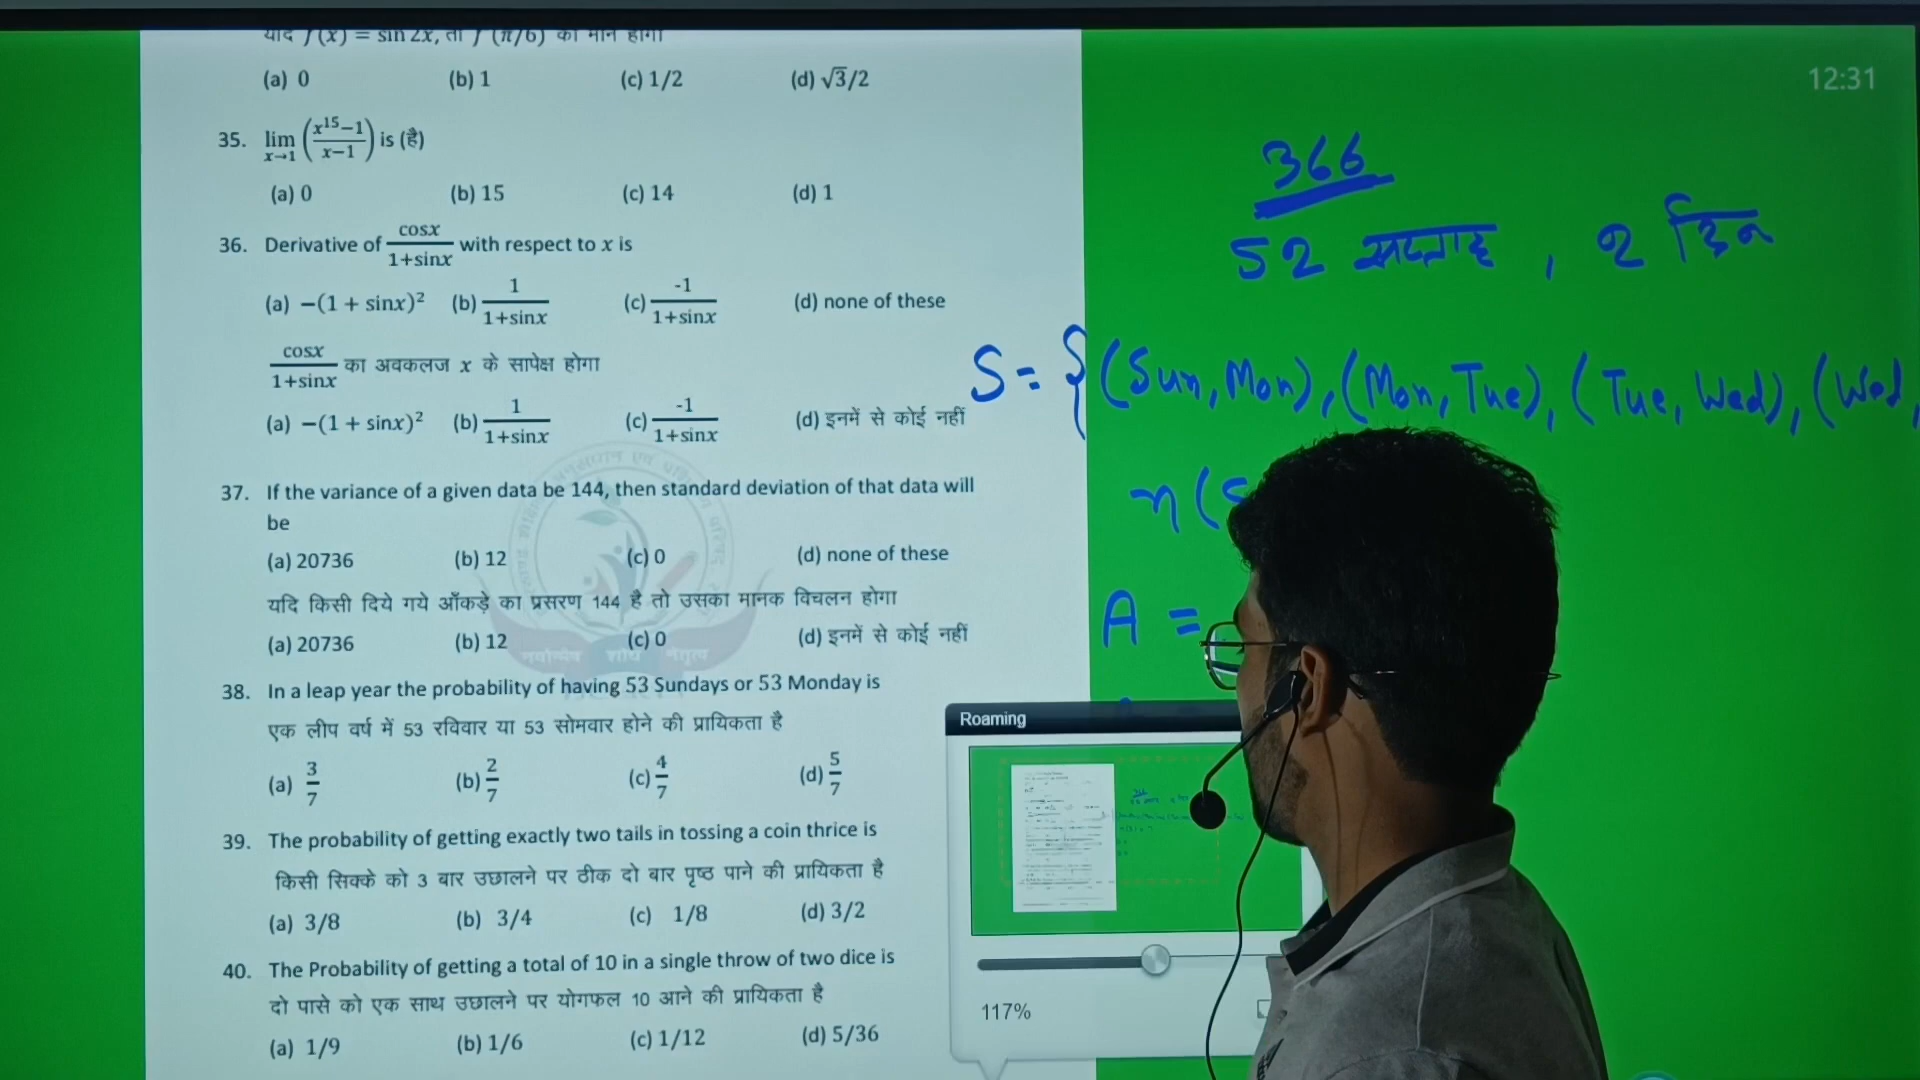 यदि f(x) = sin 2x, तो f (π/6) का मान होगा
(a) 0 (b) 1 (c) 1/2 (d) √3/2
12:31
35. lim x→1 (x¹⁵−1 / x−1) is (है)
(a) 0 (b) 15 (c) 14 (d) 1
36. Derivative of cosx/1+sinx with respect to x is
(a) −(1 + sinx)² (b) 1/1+sinx (c) -1/1+sinx (d) none of these
cosx/1+sinx का अवकलज x के सापेक्ष होगा
(a) −(1 + sinx)² (b) 1/1+sinx (c) -1/1+sinx (d) इनमें से कोई नहीं
37. If the variance of a given data be 144, then standard deviation of that data will
be
(a) 20736 (b) 12 (c) 0 (d) none of these
यदि किसी दिये गये आँकड़े का प्रसरण 144 है तो उसका मानक विचलन होगा
(a) 20736 (b) 12 (c) 0 (d) इनमें से कोई नहीं
38. In a leap year the probability of having 53 Sundays or 53 Monday is
एक लीप वर्ष में 53 रविवार या 53 सोमवार होने की प्रायिकता है
(a) 3/7 (b) 2/7 (c) 4/7 (d) 5/7
39. The probability of getting exactly two tails in tossing a coin thrice is
किसी सिक्के को 3 बार उछालने पर ठीक दो बार पृष्ठ पाने की प्रायिकता है
(a) 3/8 (b) 3/4 (c) 1/8 (d) 3/2
40. The Probability of getting a total of 10 in a single throw of two dice is
दो पासे को एक साथ उछालने पर योगफल 10 आने की प्रायिकता है
(a) 1/9 (b) 1/6 (c) 1/12 (d) 5/36
366
52 सप्ताह , 2 दिन
S = {(Sun, Mon), (Mon, Tue), (Tue, Wed), (Wed,
n(S
A =
Roaming
117%